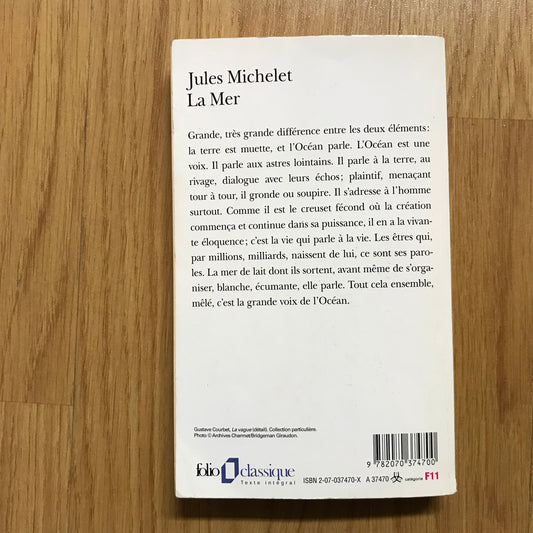 Jules Michelet
La Mer
Grande, très grande différence entre les deux éléments :
la terre est muette, et l'Océan parle. L'Océan est une
voix. Il parle aux astres lointains. Il parle à la terre, au
rivage, dialogue avec leurs échos ; plaintif, menaçant
tour à tour, il gronde ou soupire. Il s'adresse à l'homme
surtout. Comme il est le creuset fécond où la création
commença et continue dans sa puissance, il en a la vivan-
te éloquence ; c'est la vie qui parle à la vie. Les êtres qui,
par millions, milliards, naissent de lui, ce sont ses paro-
les. La mer de lait dont ils sortent, avant même de s'orga-
niser, blanche, écumante, elle parle. Tout cela ensemble,
mêlé, c'est la grande voix de l'Océan.
Gustave Courbet, La vague (détail). Collection particulière.
Photo © Archives Charmet/Bridgeman Giraudon.
9 782070 374700
folio classique
Texte intégral
ISBN 2-07-037470-X A 37470 catégorie F11